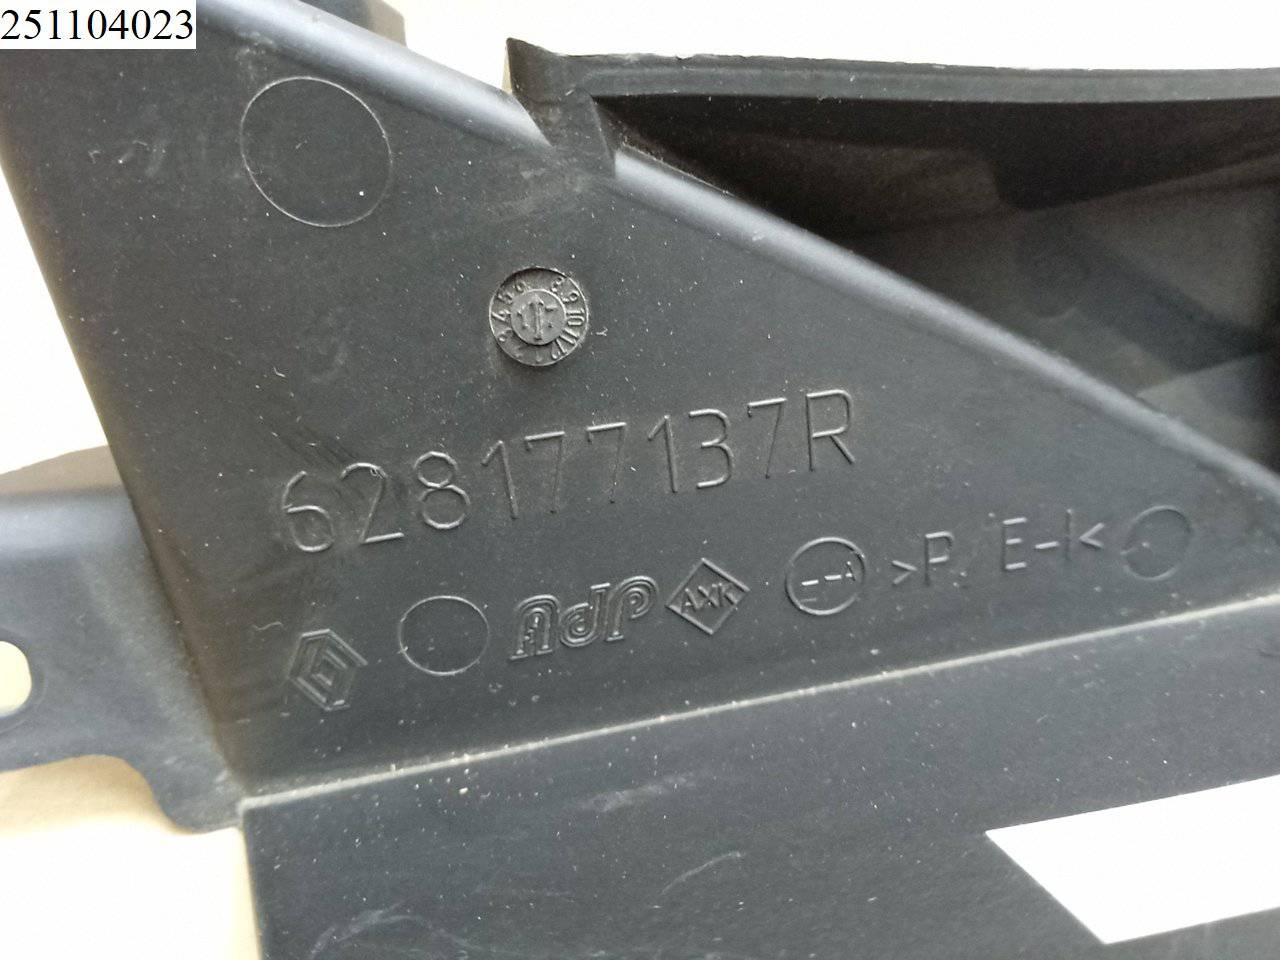 251104023
628177137R
AdP AXK --A >P/E-I<